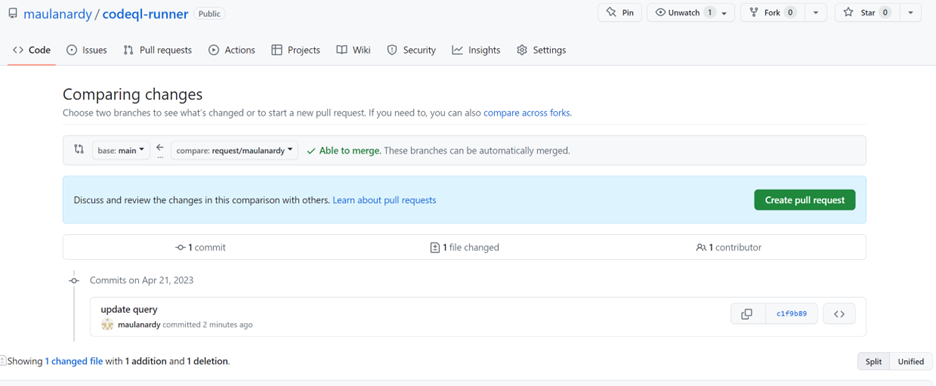 maulanardy / codeql-runner Public Pin Unwatch 1 Fork 0 Star 0
Code Issues Pull requests Actions Projects Wiki Security Insights Settings
Comparing changes
Choose two branches to see what's changed or to start a new pull request. If you need to, you can also compare across forks.
base: main ... compare: request/maulanardy Able to merge. These branches can be automatically merged.
Discuss and review the changes in this comparison with others. Learn about pull requests Create pull request
1 commit 1 file changed 1 contributor
Commits on Apr 21, 2023
update query
maulanardy committed 2 minutes ago c1f9b89
Showing 1 changed file with 1 addition and 1 deletion. Split Unified